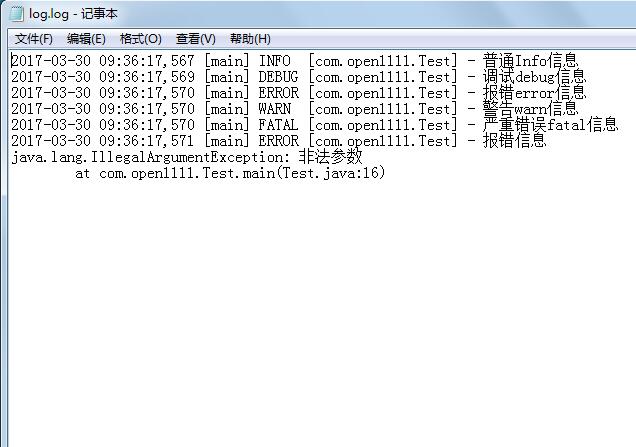 log.log - 记事本
文件(F) 编辑(E) 格式(O) 查看(V) 帮助(H)
2017-03-30 09:36:17,567 [main] INFO  [com.open1111.Test] - 普通Info信息
2017-03-30 09:36:17,569 [main] DEBUG [com.open1111.Test] - 调试debug信息
2017-03-30 09:36:17,570 [main] ERROR [com.open1111.Test] - 报错error信息
2017-03-30 09:36:17,570 [main] WARN  [com.open1111.Test] - 警告warn信息
2017-03-30 09:36:17,570 [main] FATAL [com.open1111.Test] - 严重错误fatal信息
2017-03-30 09:36:17,571 [main] ERROR [com.open1111.Test] - 报错信息
java.lang.IllegalArgumentException: 非法参数
	at com.open1111.Test.main(Test.java:16)